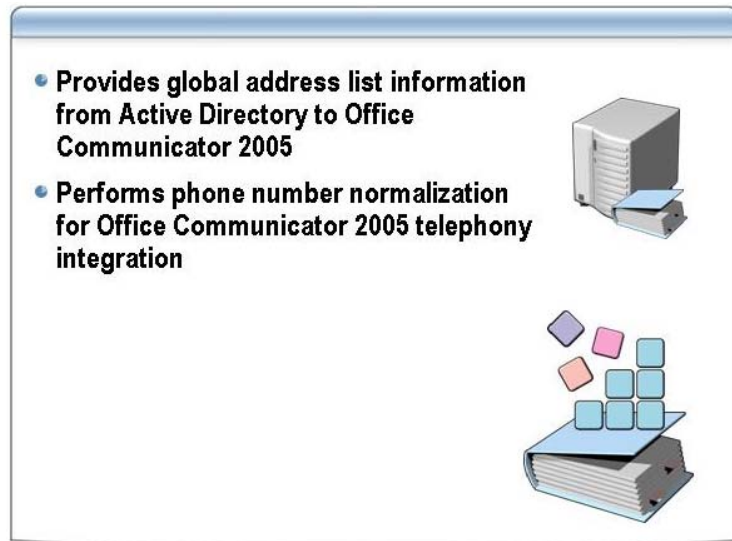 Provides global address list information
from Active Directory to Office
Communicator 2005
Performs phone number normalization
for Office Communicator 2005 telephony
integration